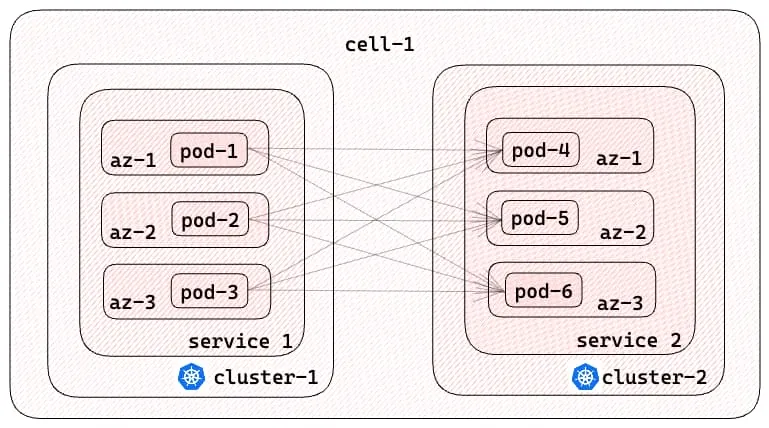 cell-1
az-1 pod-1
az-2 pod-2
az-3 pod-3
service 1
cluster-1
pod-4 az-1
pod-5 az-2
pod-6 az-3
service 2
cluster-2